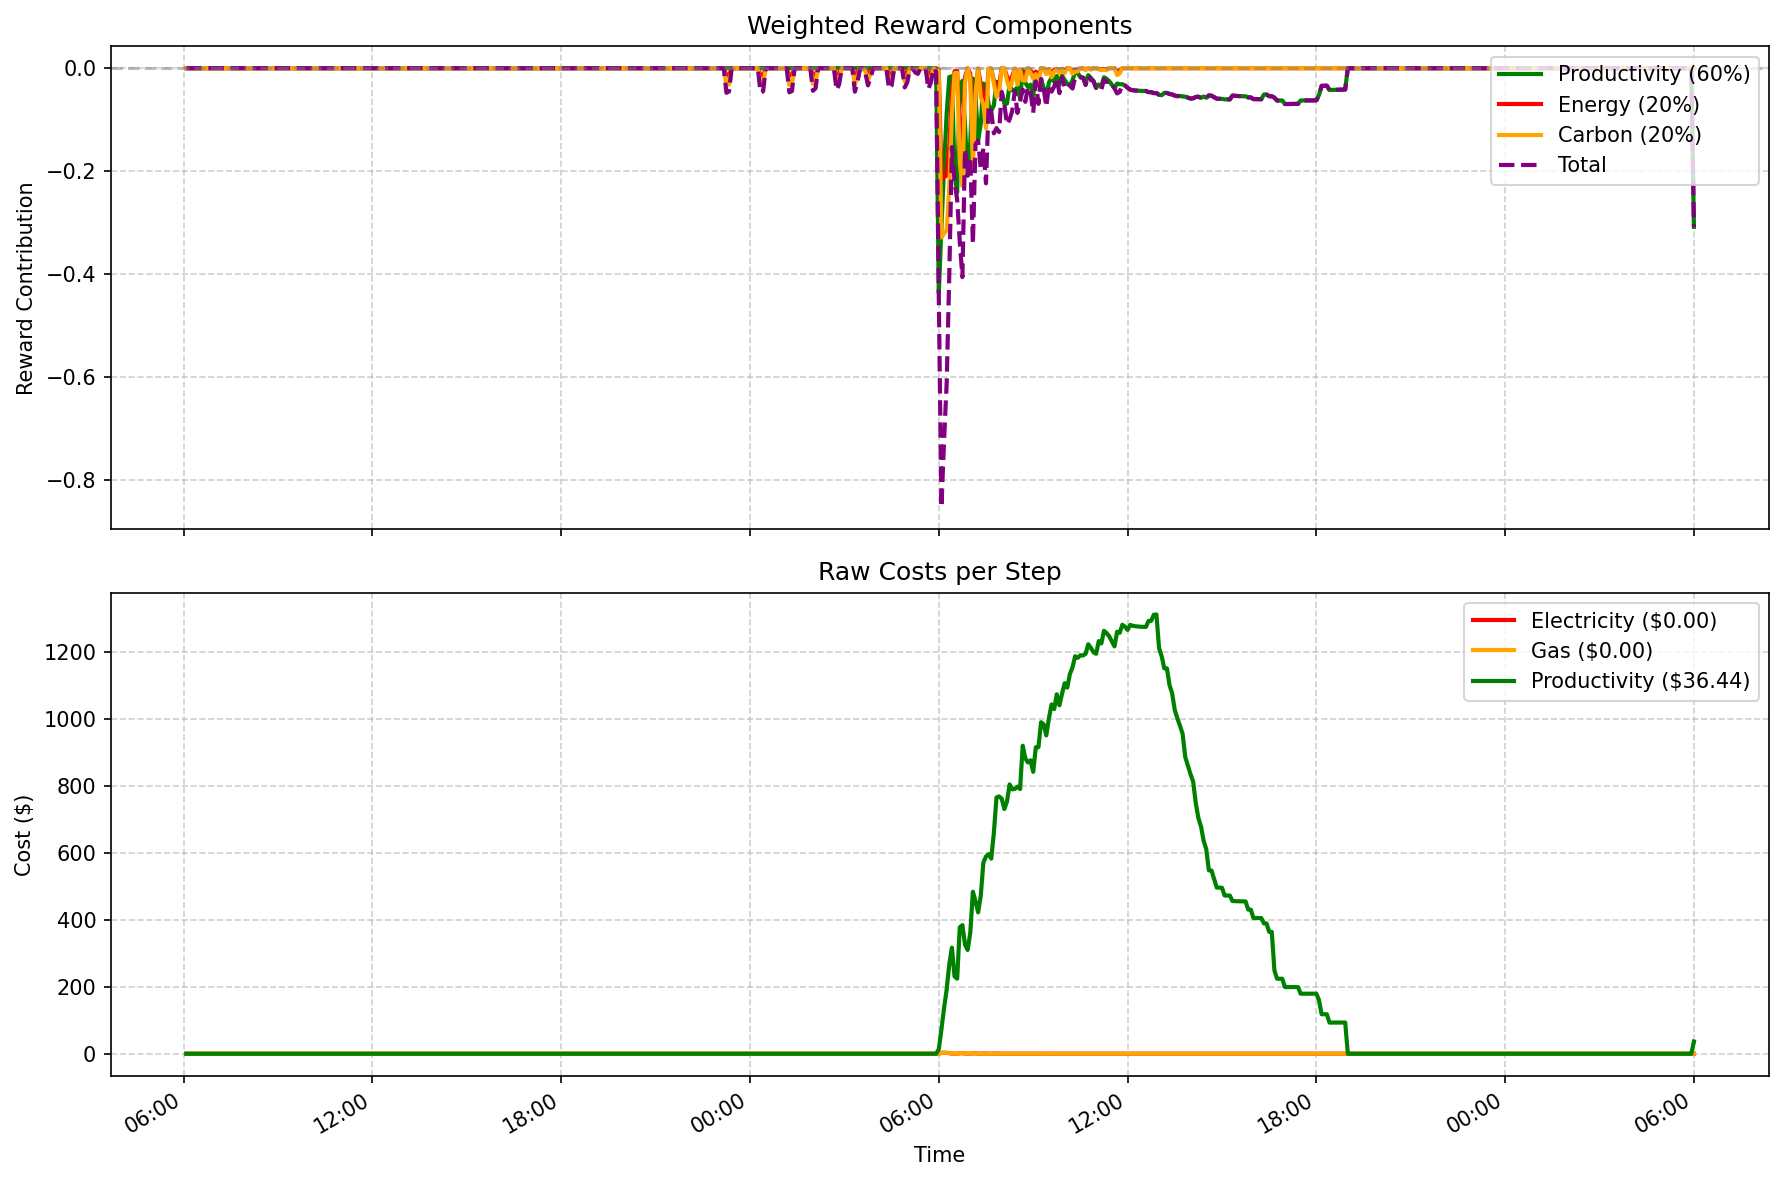 Weighted Reward Components
0.0
−0.2
−0.4
−0.6
−0.8
Reward Contribution
Productivity (60%)
Energy (20%)
Carbon (20%)
Total
Raw Costs per Step
1200
1000
800
600
400
200
0
Cost ($)
Electricity ($0.00)
Gas ($0.00)
Productivity ($36.44)
06:00
12:00
18:00
00:00
06:00
12:00
18:00
00:00
06:00
Time